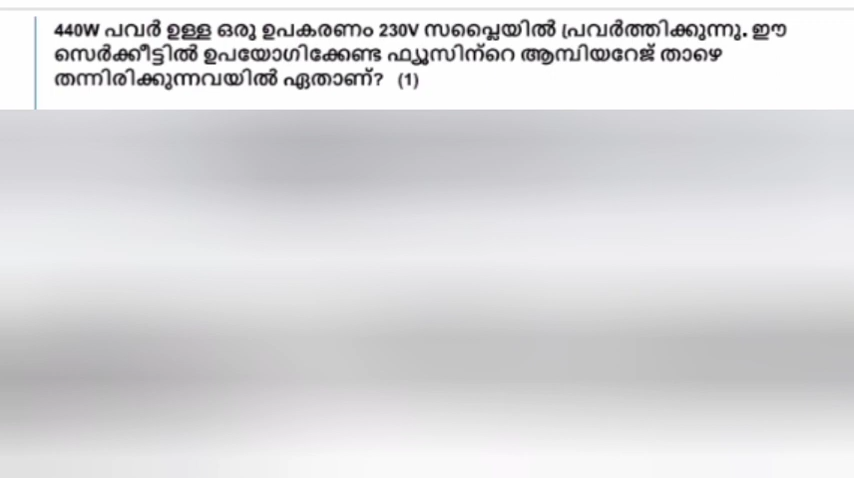 440W പവർ ഉള്ള ഒരു ഉപകരണം 230V സപ്ലൈയിൽ പ്രവർത്തിക്കുന്നു. ഈ
സെർക്കീട്ടിൽ ഉപയോഗിക്കേണ്ട ഫ്യൂസിന്റെ ആമ്പിയറേജ് താഴെ
തന്നിരിക്കുന്നവയിൽ ഏതാണ്? (1)